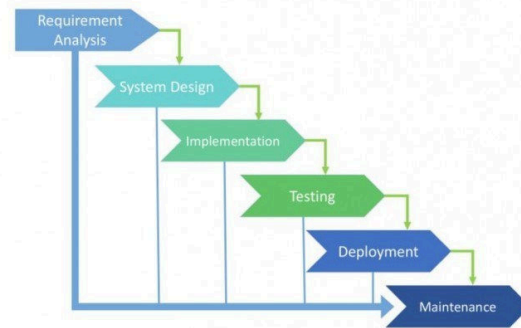 Requirement
Analysis
System Design
Implementation
Testing
Deployment
Maintenance